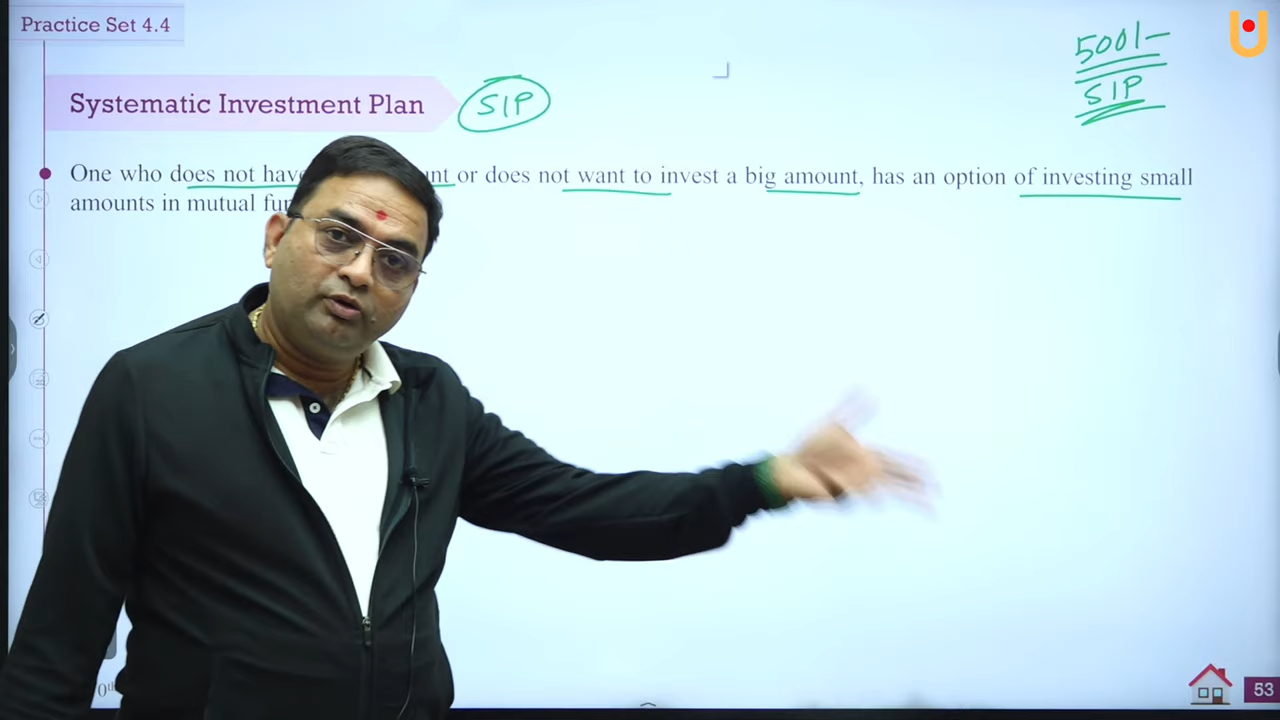 Practice Set 4.4
500/-
SIP
Systematic Investment Plan
SIP
One who does not have or does not want to invest a big amount, has an option of investing small
amounts in mutual
53